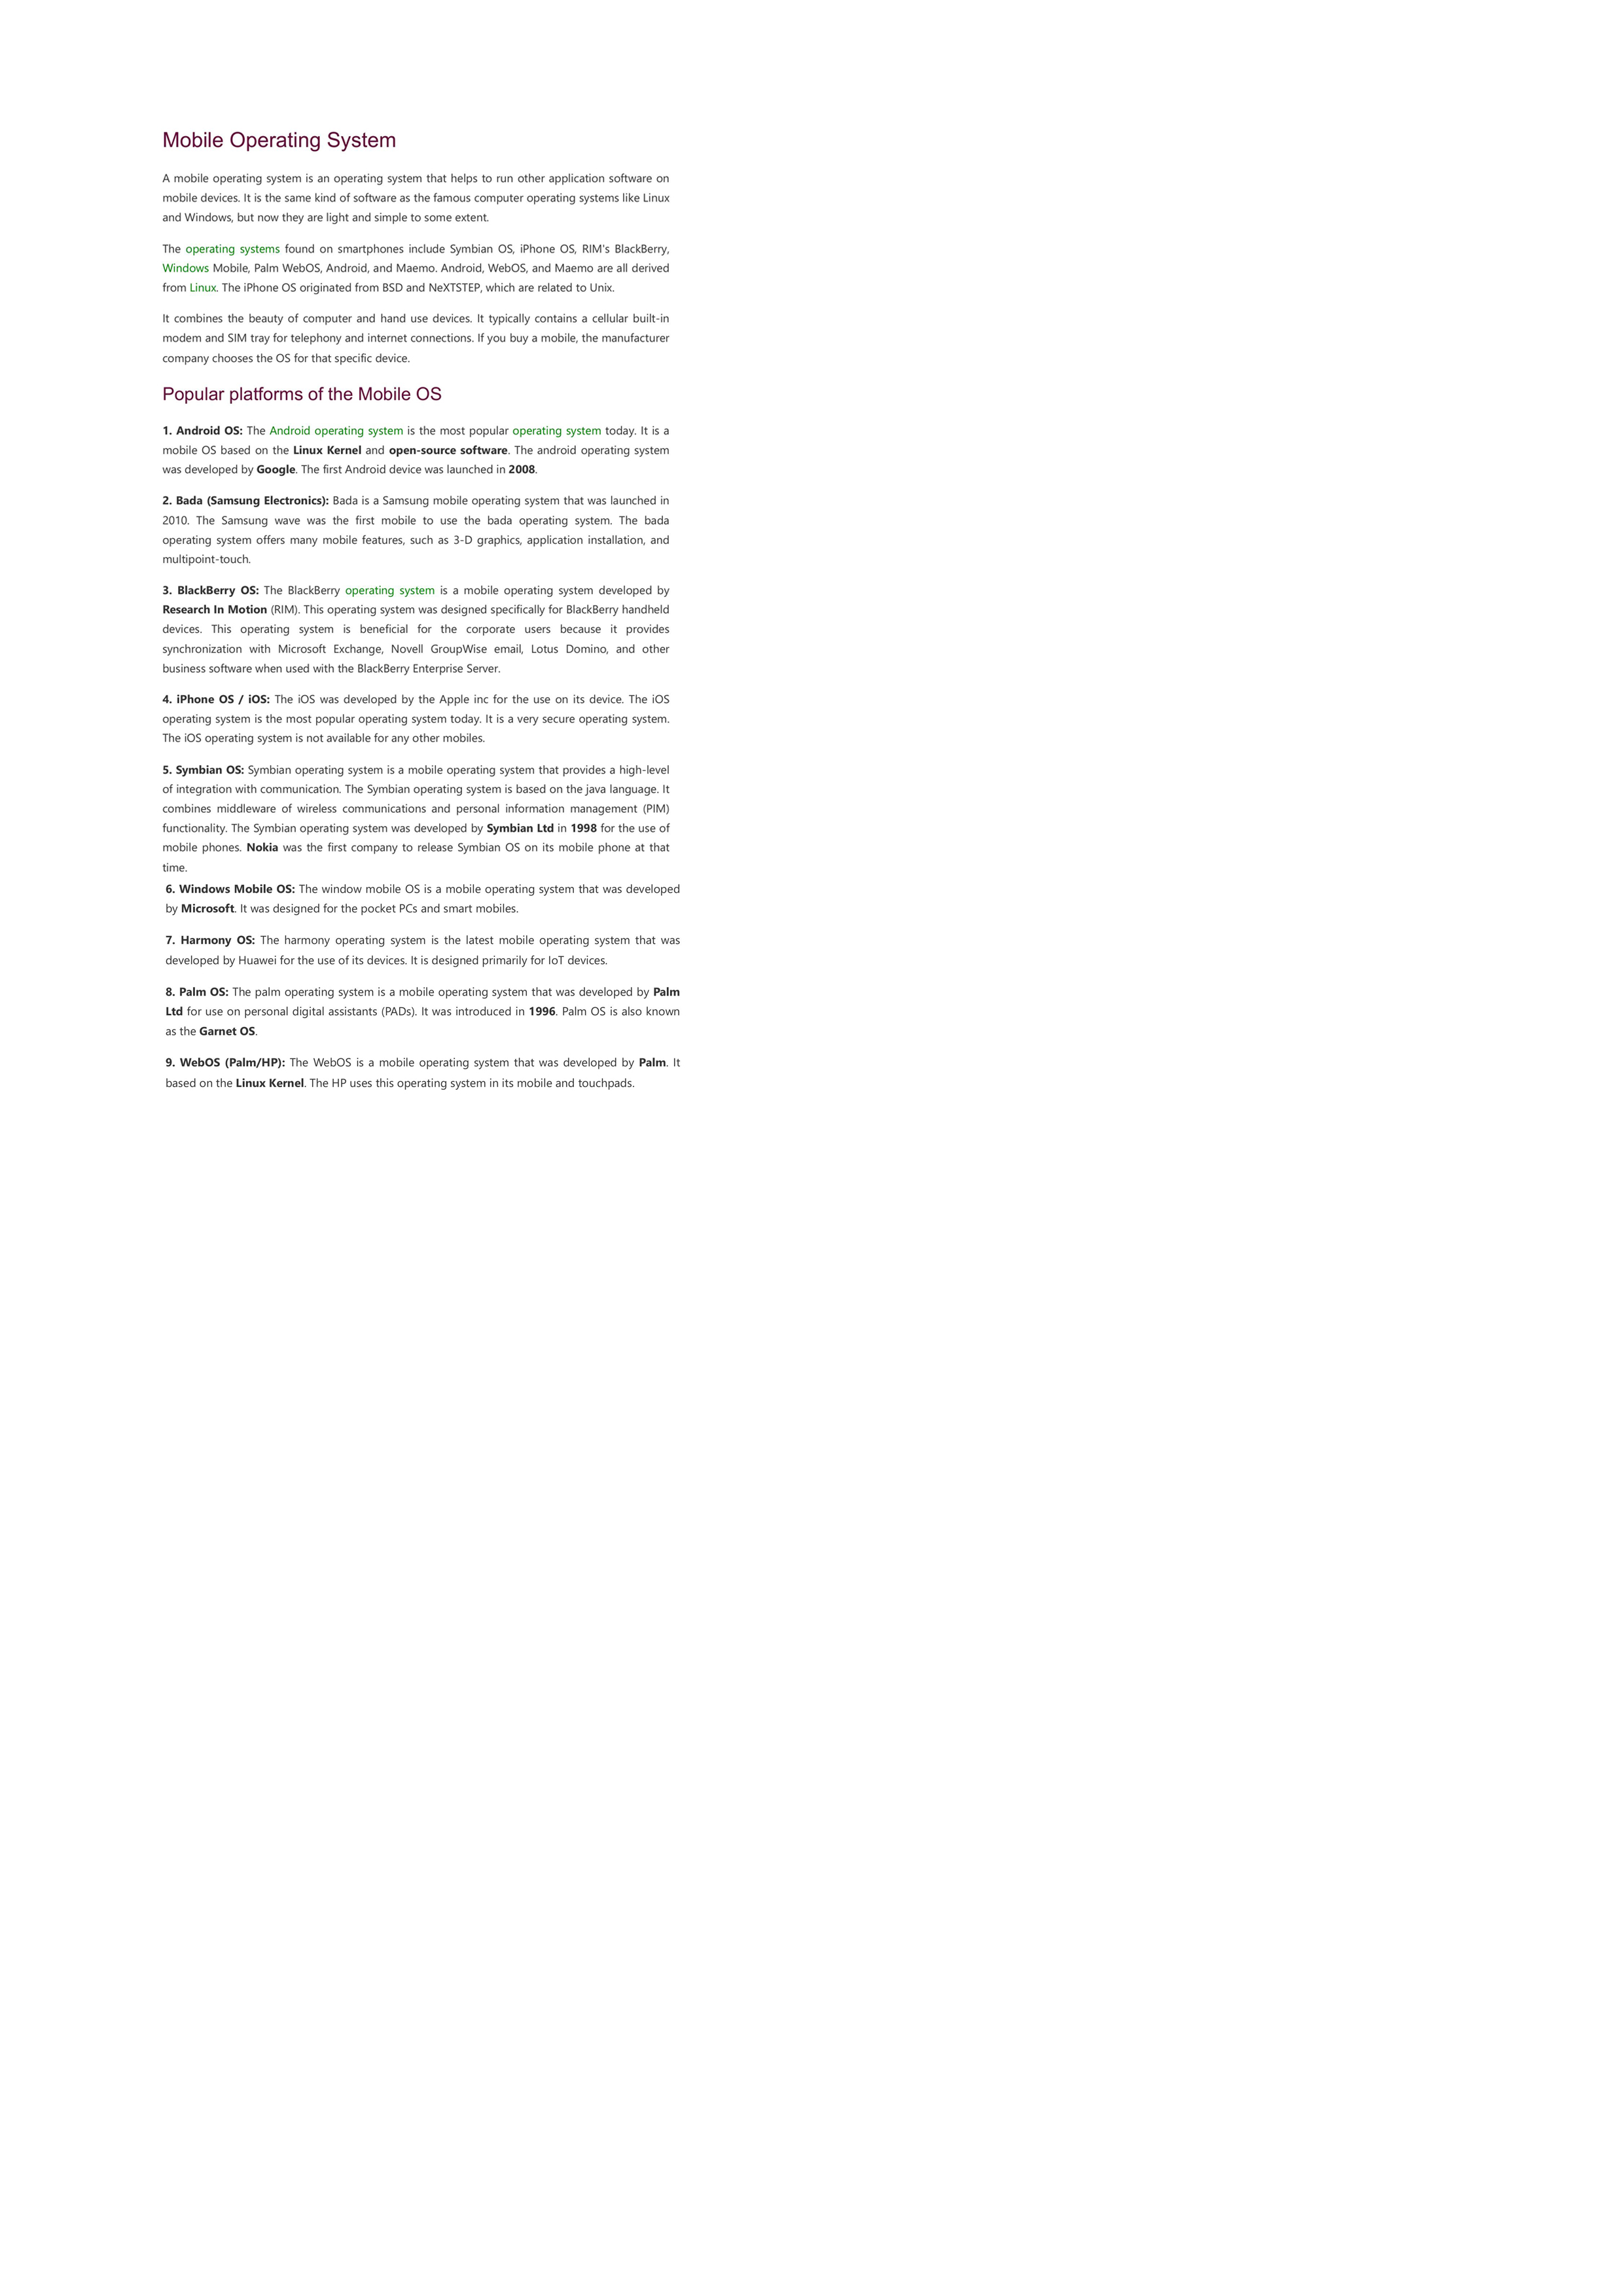 Mobile Operating System
A mobile operating system is an operating system that helps to run other application software on
mobile devices. It is the same kind of software as the famous computer operating systems like Linux
and Windows, but now they are light and simple to some extent.
The operating systems found on smartphones include Symbian OS, iPhone OS, RIM's BlackBerry,
Windows Mobile, Palm WebOS, Android, and Maemo. Android, WebOS, and Maemo are all derived
from Linux. The iPhone OS originated from BSD and NeXTSTEP, which are related to Unix.
It combines the beauty of computer and hand use devices. It typically contains a cellular built-in
modem and SIM tray for telephony and internet connections. If you buy a mobile, the manufacturer
company chooses the OS for that specific device.
Popular platforms of the Mobile OS
1. Android OS: The Android operating system is the most popular operating system today. It is a
mobile OS based on the Linux Kernel and open-source software. The android operating system
was developed by Google. The first Android device was launched in 2008.
2. Bada (Samsung Electronics): Bada is a Samsung mobile operating system that was launched in
2010. The Samsung wave was the first mobile to use the bada operating system. The bada
operating system offers many mobile features, such as 3-D graphics, application installation, and
multipoint-touch.
3. BlackBerry OS: The BlackBerry operating system is a mobile operating system developed by
Research In Motion (RIM). This operating system was designed specifically for BlackBerry handheld
devices. This operating system is beneficial for the corporate users because it provides
synchronization with Microsoft Exchange, Novell GroupWise email, Lotus Domino, and other
business software when used with the BlackBerry Enterprise Server.
4. iPhone OS / iOS: The iOS was developed by the Apple inc for the use on its device. The iOS
operating system is the most popular operating system today. It is a very secure operating system.
The iOS operating system is not available for any other mobiles.
5. Symbian OS: Symbian operating system is a mobile operating system that provides a high-level
of integration with communication. The Symbian operating system is based on the java language. It
combines middleware of wireless communications and personal information management (PIM)
functionality. The Symbian operating system was developed by Symbian Ltd in 1998 for the use of
mobile phones. Nokia was the first company to release Symbian OS on its mobile phone at that
time.
6. Windows Mobile OS: The window mobile OS is a mobile operating system that was developed
by Microsoft. It was designed for the pocket PCs and smart mobiles.
7. Harmony OS: The harmony operating system is the latest mobile operating system that was
developed by Huawei for the use of its devices. It is designed primarily for IoT devices.
8. Palm OS: The palm operating system is a mobile operating system that was developed by Palm
Ltd for use on personal digital assistants (PADs). It was introduced in 1996. Palm OS is also known
as the Garnet OS.
9. WebOS (Palm/HP): The WebOS is a mobile operating system that was developed by Palm. It
based on the Linux Kernel. The HP uses this operating system in its mobile and touchpads.